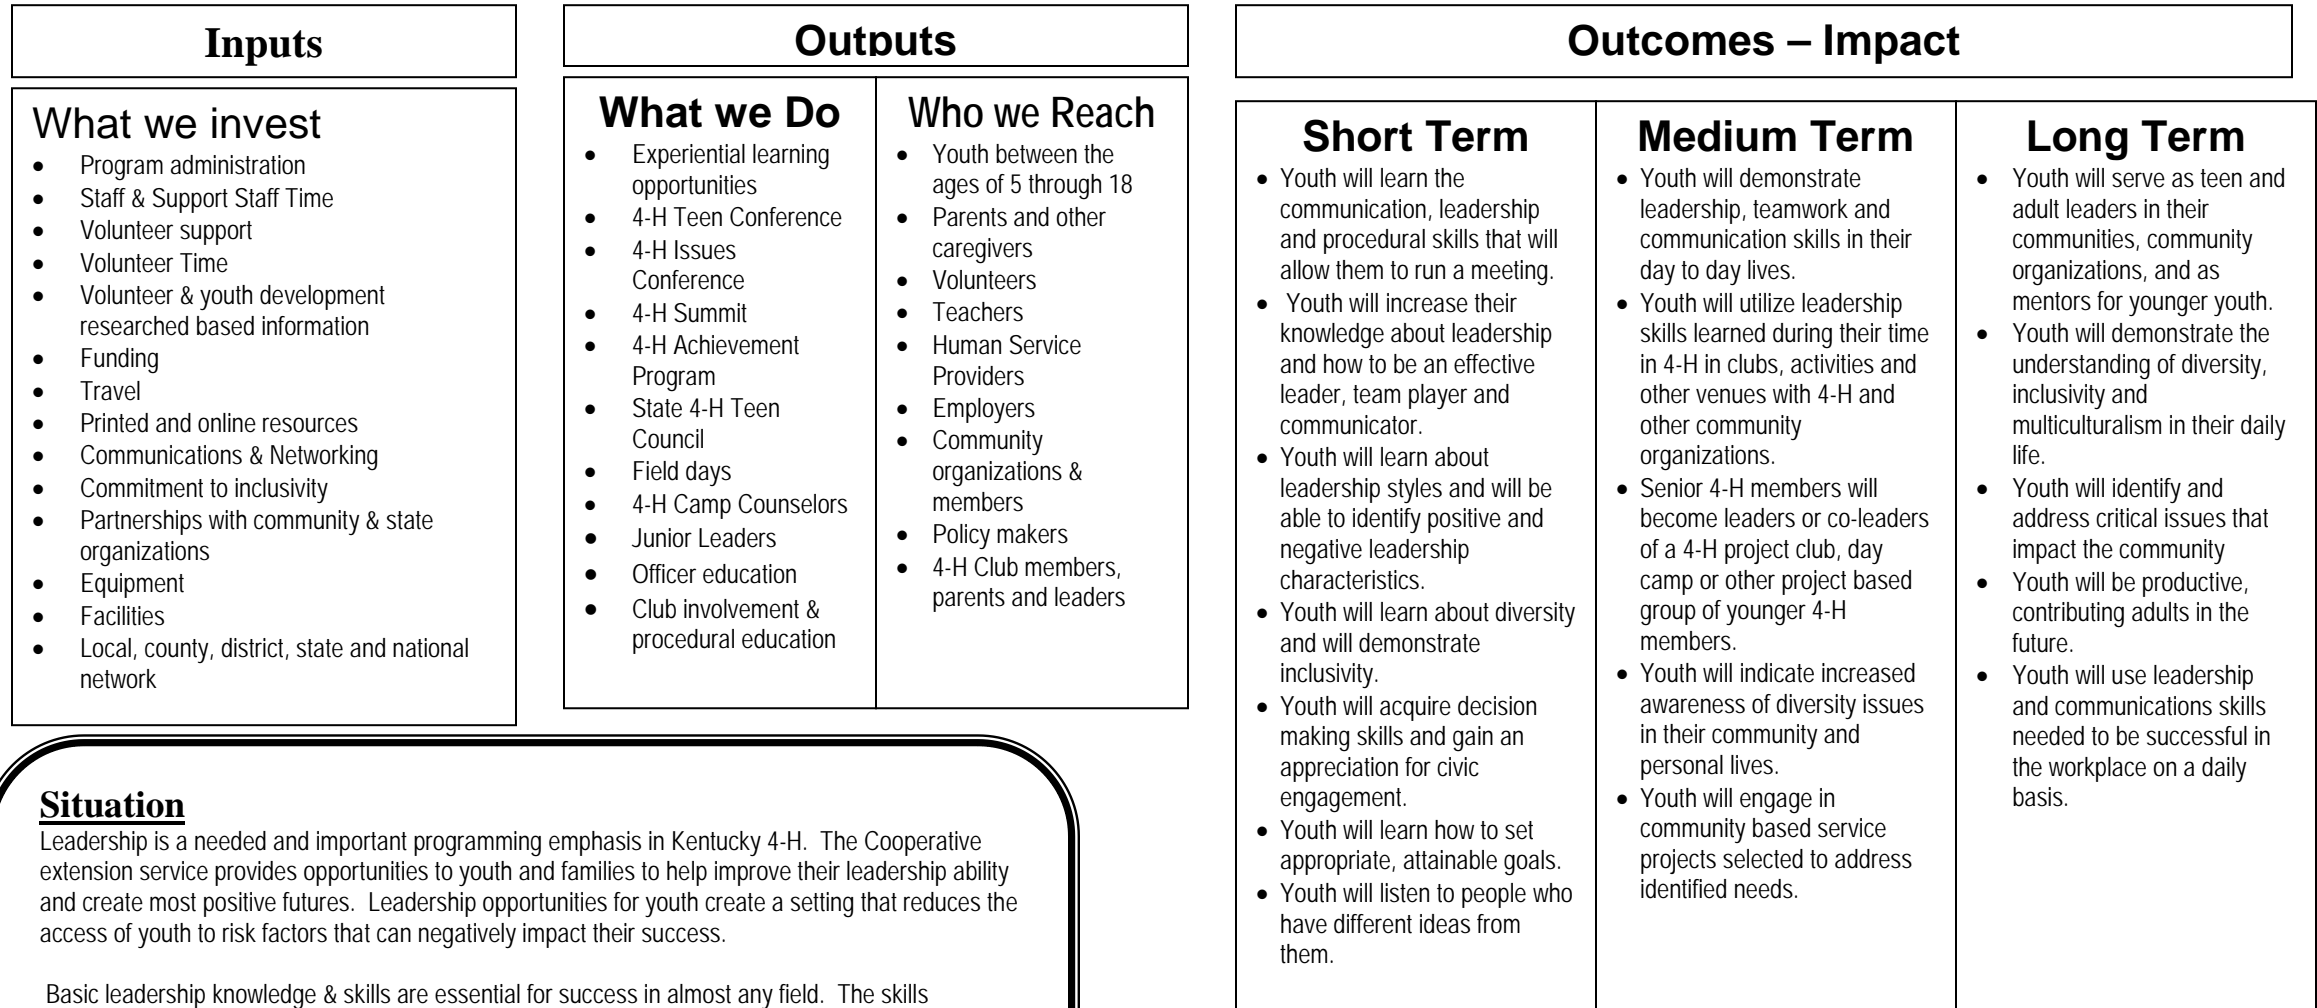 Inputs
What we invest
• Program administration
• Staff & Support Staff Time
• Volunteer support
• Volunteer Time
• Volunteer & youth development
researched based information
• Funding
• Travel
• Printed and online resources
• Communications & Networking
• Commitment to inclusivity
• Partnerships with community & state
organizations
• Equipment
• Facilities
• Local, county, district, state and national
network
Outputs
What we Do
• Experiential learning
opportunities
• 4-H Teen Conference
• 4-H Issues
Conference
• 4-H Summit
• 4-H Achievement
Program
• State 4-H Teen
Council
• Field days
• 4-H Camp Counselors
• Junior Leaders
• Officer education
• Club involvement &
procedural education
Who we Reach
• Youth between the
ages of 5 through 18
• Parents and other
caregivers
• Volunteers
• Teachers
• Human Service
Providers
• Employers
• Community
organizations &
members
• Policy makers
• 4-H Club members,
parents and leaders
Outcomes – Impact
Short Term
• Youth will learn the
communication, leadership
and procedural skills that will
allow them to run a meeting.
• Youth will increase their
knowledge about leadership
and how to be an effective
leader, team player and
communicator.
• Youth will learn about
leadership styles and will be
able to identify positive and
negative leadership
characteristics.
• Youth will learn about diversity
and will demonstrate
inclusivity.
• Youth will acquire decision
making skills and gain an
appreciation for civic
engagement.
• Youth will learn how to set
appropriate, attainable goals.
• Youth will listen to people who
have different ideas from
them.
Medium Term
• Youth will demonstrate
leadership, teamwork and
communication skills in their
day to day lives.
• Youth will utilize leadership
skills learned during their time
in 4-H in clubs, activities and
other venues with 4-H and
other community
organizations.
• Senior 4-H members will
become leaders or co-leaders
of a 4-H project club, day
camp or other project based
group of younger 4-H
members.
• Youth will indicate increased
awareness of diversity issues
in their community and
personal lives.
• Youth will engage in
community based service
projects selected to address
identified needs.
Long Term
• Youth will serve as teen and
adult leaders in their
communities, community
organizations, and as
mentors for younger youth.
• Youth will demonstrate the
understanding of diversity,
inclusivity and
multiculturalism in their daily
life.
• Youth will identify and
address critical issues that
impact the community
• Youth will be productive,
contributing adults in the
future.
• Youth will use leadership
and communications skills
needed to be successful in
the workplace on a daily
basis.
Situation
Leadership is a needed and important programming emphasis in Kentucky 4-H. The Cooperative
extension service provides opportunities to youth and families to help improve their leadership ability
and create most positive futures. Leadership opportunities for youth create a setting that reduces the
access of youth to risk factors that can negatively impact their success.
Basic leadership knowledge & skills are essential for success in almost any field. The skills